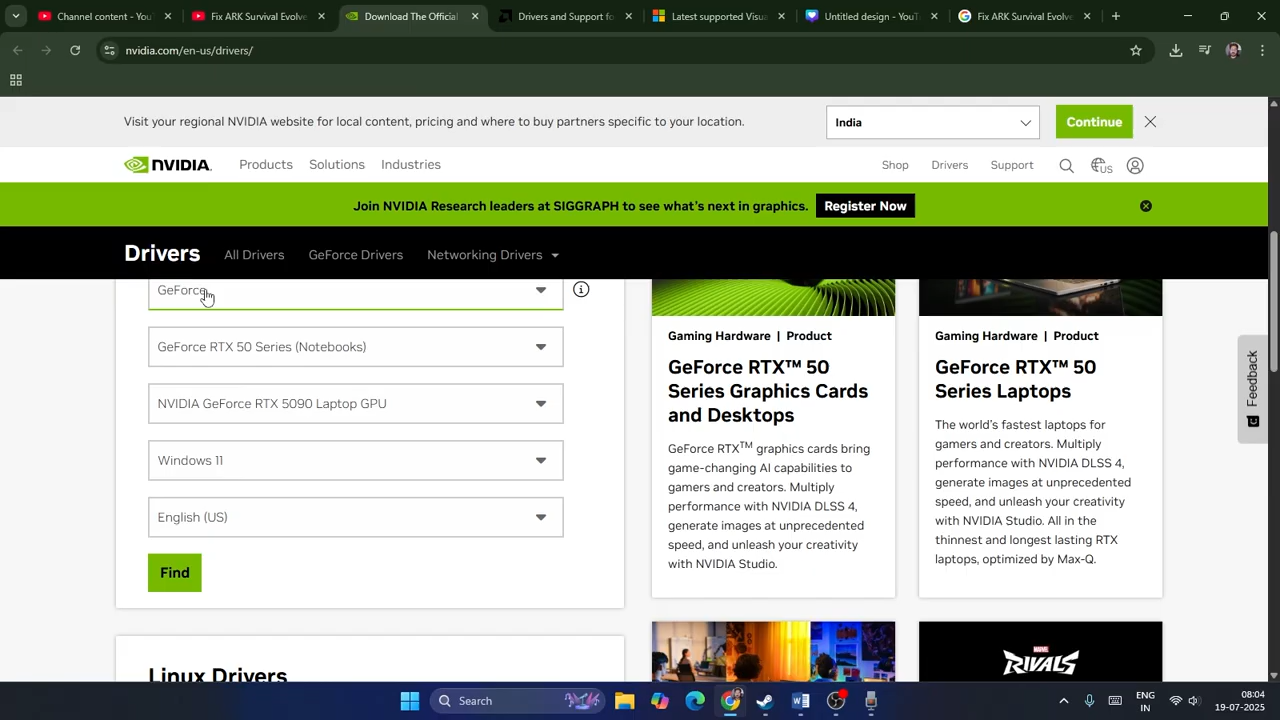 Channel content - YouT
Fix ARK Survival Evolve
Download The Official
Drivers and Support fo
Latest supported Visua
Untitled design - YouT
Fix ARK Survival Evolve
nvidia.com/en-us/drivers/
Visit your regional NVIDIA website for local content, pricing and where to buy partners specific to your location.
India
Continue
NVIDIA.
Products
Solutions
Industries
Shop
Drivers
Support
US
Join NVIDIA Research leaders at SIGGRAPH to see what's next in graphics.
Register Now
Drivers
All Drivers
GeForce Drivers
Networking Drivers
GeForce
GeForce RTX 50 Series (Notebooks)
NVIDIA GeForce RTX 5090 Laptop GPU
Windows 11
English (US)
Find
Linux Drivers
Gaming Hardware | Product
GeForce RTX™ 50
Series Graphics Cards
and Desktops
GeForce RTX™ graphics cards bring
game-changing AI capabilities to
gamers and creators. Multiply
performance with NVIDIA DLSS 4,
generate images at unprecedented
speed, and unleash your creativity
with NVIDIA Studio.
Gaming Hardware | Product
GeForce RTX™ 50
Series Laptops
The world's fastest laptops for
gamers and creators. Multiply
performance with NVIDIA DLSS 4,
generate images at unprecedented
speed, and unleash your creativity
with NVIDIA Studio. All in the
thinnest and longest lasting RTX
laptops, optimized by Max-Q.
MARVEL
RIVALS
Feedback
Search
ENG
IN
08:04
19-07-2025